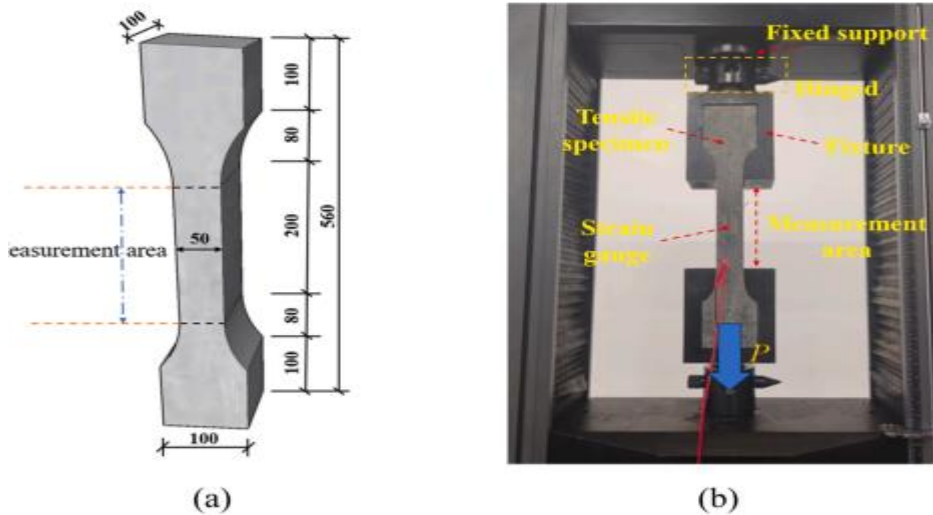 100
100
80
200
560
50
easurement area
80
100
100
Fixed support
Hinged
Tensile
specimen
Fixture
Strain
gauge
Measurement
area
P
(a)
(b)